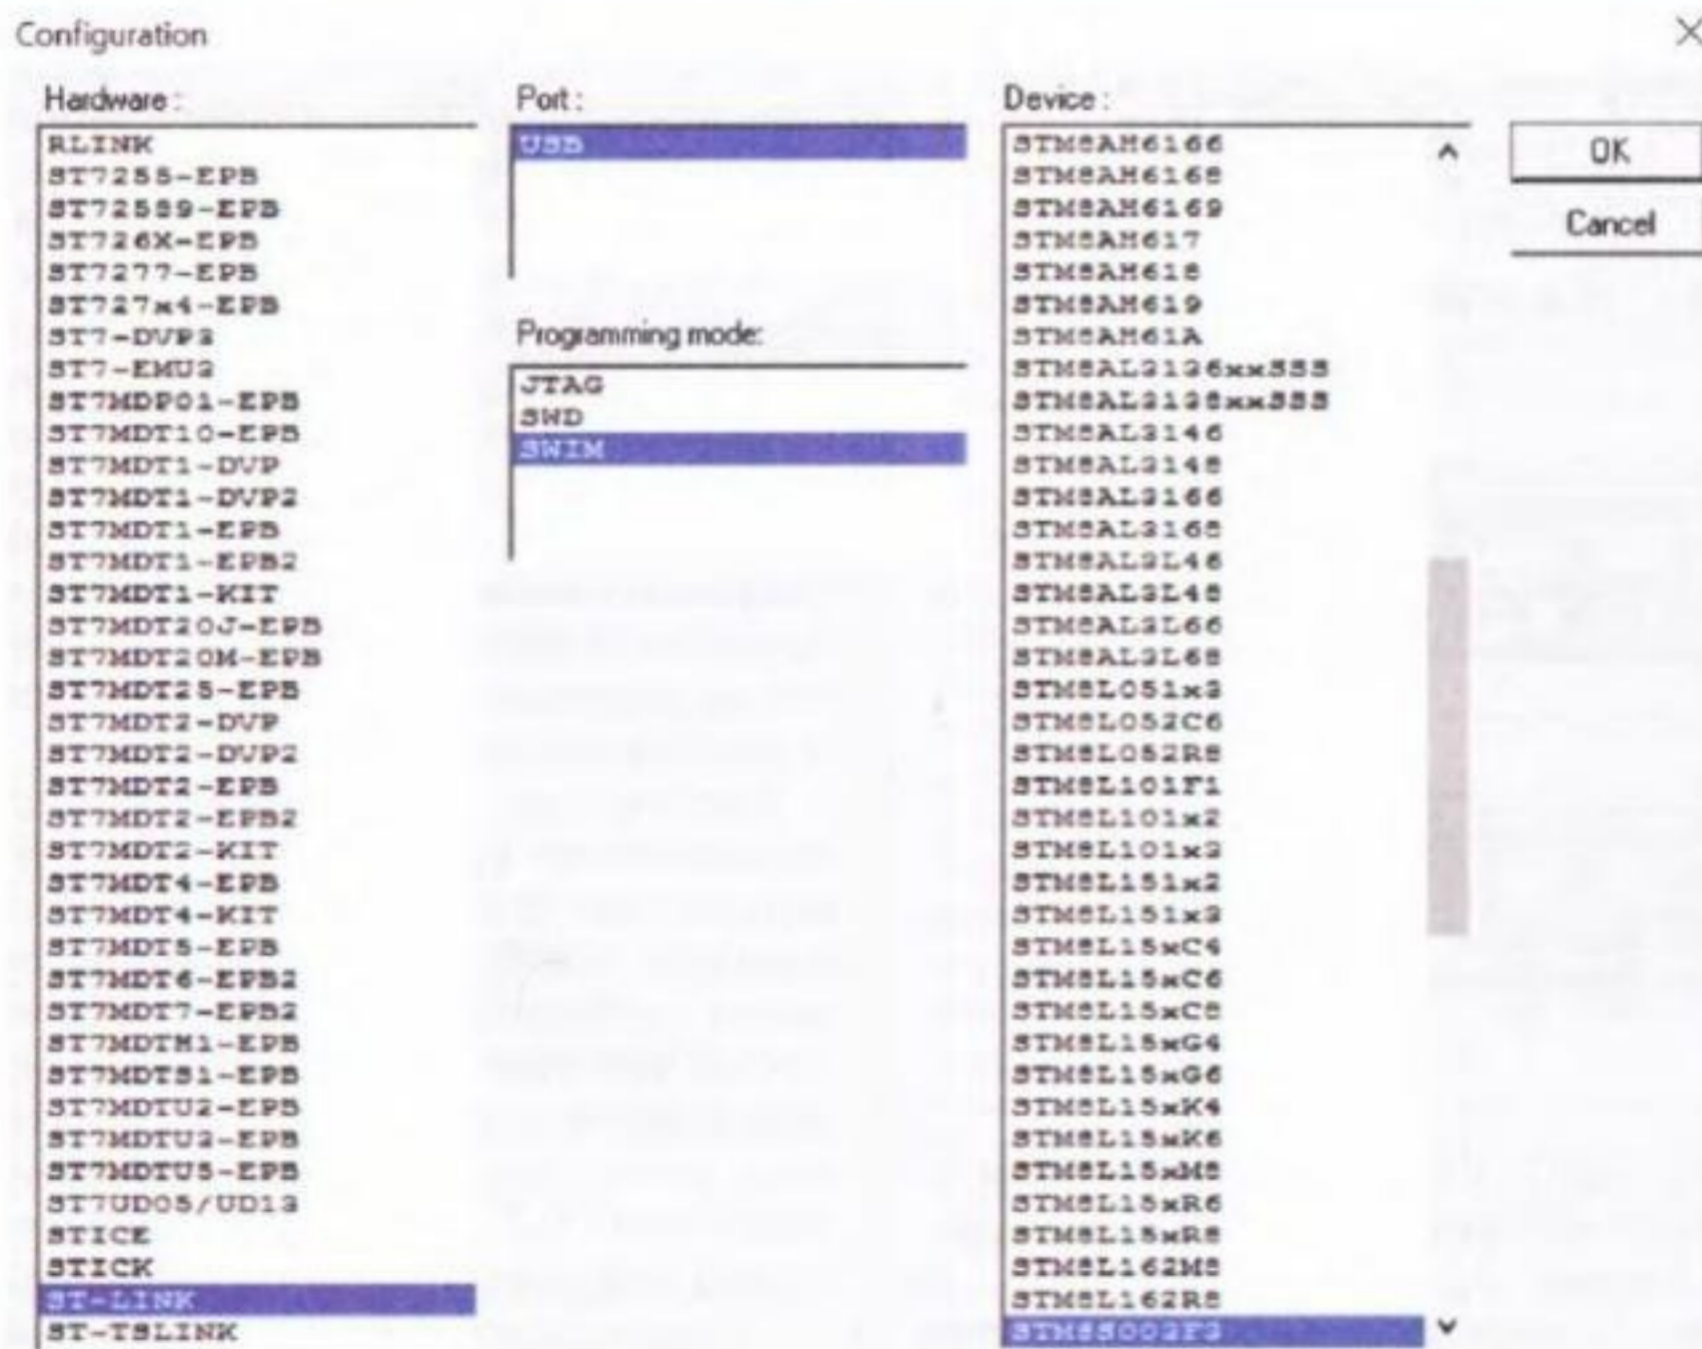 Configuration
Hardware :
RLINK
ST7255-EPB
ST72589-EPB
ST726X-EPB
ST7277-EPB
ST727x4-EPB
ST7-DVP3
ST7-EMU3
ST7MDP01-EPB
ST7MDT10-EPB
ST7MDT1-DVP
ST7MDT1-DVP2
ST7MDT1-EPB
ST7MDT1-EPB2
ST7MDT1-KIT
ST7MDT20J-EPB
ST7MDT20M-EPB
ST7MDT25-EPB
ST7MDT2-DVP
ST7MDT2-DVP2
ST7MDT2-EPB
ST7MDT2-EPB2
ST7MDT2-KIT
ST7MDT4-EPB
ST7MDT4-KIT
ST7MDT5-EPB
ST7MDT6-EPB2
ST7MDT7-EPB2
ST7MDTH1-EPB
ST7MDTS1-EPB
ST7MDTU2-EPB
ST7MDTU3-EPB
ST7MDTU5-EPB
ST7UD05/UD13
STICE
STICK
ST-LINK
ST-TSLINK
Port :
USB
Programming mode:
JTAG
SWD
SWIM
Device :
STM8AH6166
STM8AH6168
STM8AH6169
STM8AH617
STM8AH618
STM8AH619
STM8AH61A
STM8AL3136xxSSS
STM8AL3138xxSSS
STM8AL3146
STM8AL3148
STM8AL3166
STM8AL3168
STM8AL3L46
STM8AL3L48
STM8AL3L66
STM8AL3L68
STM8L051x3
STM8L052C6
STM8L052R8
STM8L101F1
STM8L101x2
STM8L101x3
STM8L151x2
STM8L151x3
STM8L15xC4
STM8L15xC6
STM8L15xC8
STM8L15xG4
STM8L15xG6
STM8L15xK4
STM8L15xK6
STM8L15xM8
STM8L15xR6
STM8L15xR8
STM8L162M8
STM8L162R8
STM8S003F3
OK
Cancel